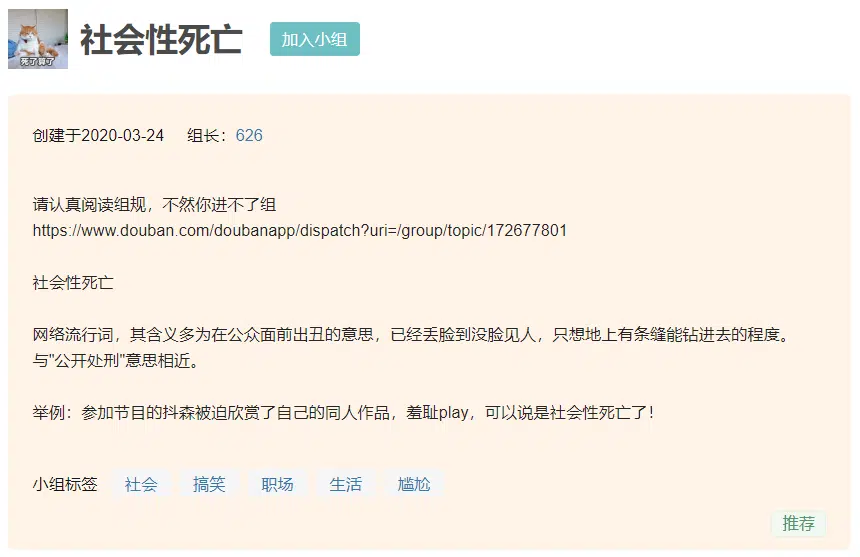 死了算了
社会性死亡
加入小组
创建于2020-03-24 组长：626
请认真阅读组规，不然你进不了组
https://www.douban.com/doubanapp/dispatch?uri=/group/topic/172677801
社会性死亡
网络流行词，其含义多为在公众面前出丑的意思，已经丢脸到没脸见人，只想地上有条缝能钻进去的程度。
与"公开处刑"意思相近。
举例：参加节目的抖森被迫欣赏了自己的同人作品，羞耻play，可以说是社会性死亡了！
小组标签 社会 搞笑 职场 生活 尴尬
推荐